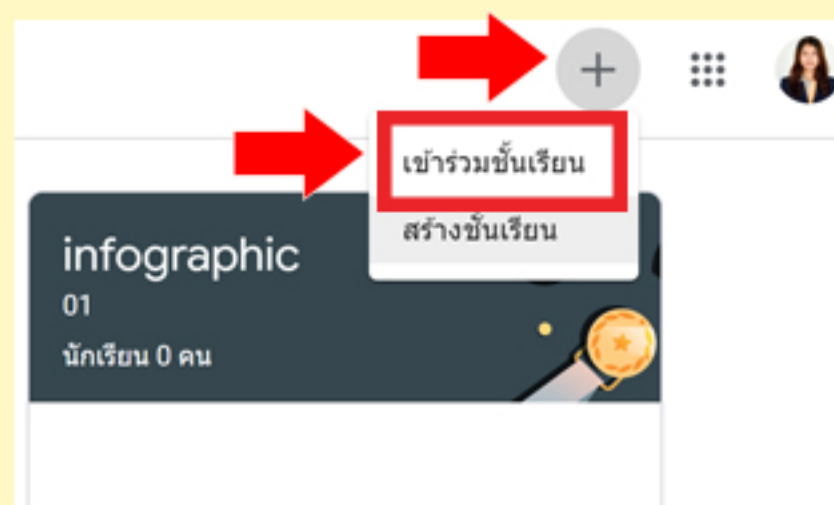 เข้าร่วมชั้นเรียน
สร้างชั้นเรียน
infographic
01
นักเรียน 0 คน